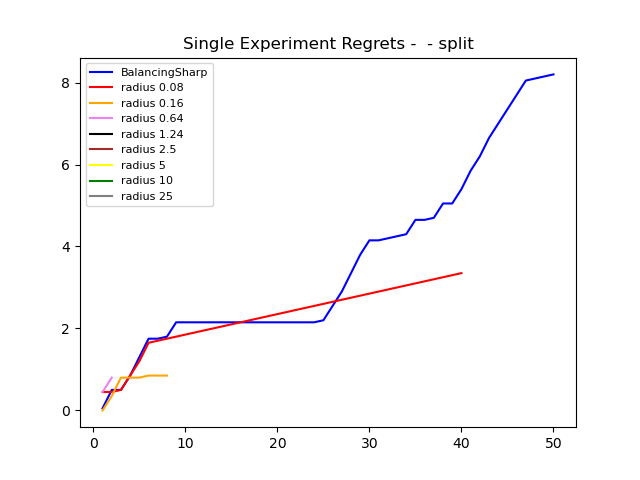 Single Experiment Regrets -  - split
BalancingSharp
radius 0.08
radius 0.16
radius 0.64
radius 1.24
radius 2.5
radius 5
radius 10
radius 25
8
6
4
2
0
0 10 20 30 40 50